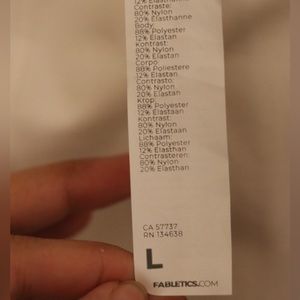 12% Elasthanne
Contraste:
80% Nylon
20% Elasthanne
Body:
88% Polyester
12% Elastan
Kontrast:
80% Nylon
20% Elastan
Corpo:
88% Poliestere
12% Elastan
Contrasto:
80% Nylon
20% Elastan
Krop:
88% Polyester
12% Elastaan
Kontrast:
80% Nylon
20% Elastaan
Lichaam:
88% Polyester
12% Elasthan
Contrasteren:
80% Nylon
20% Elasthan
CA 57737
RN 134638
L
FABLETICS.COM